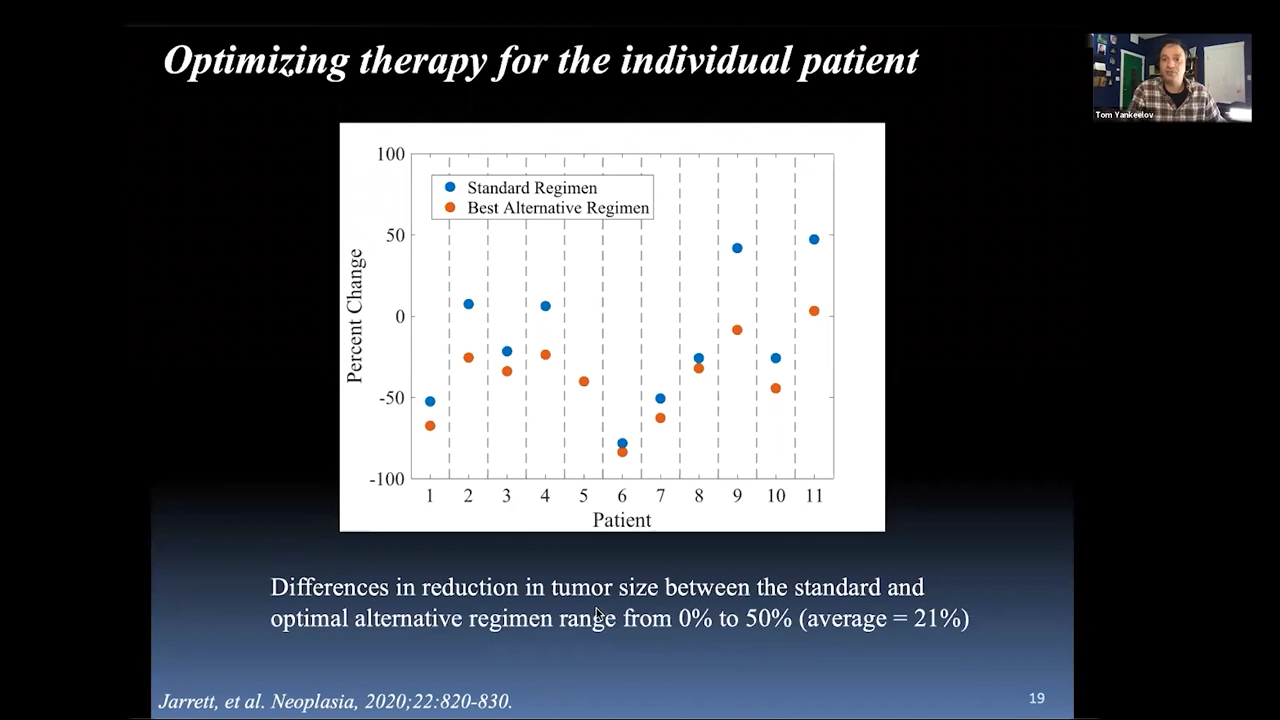 Optimizing therapy for the individual patient
Tom Yankeelov
100
50
0
-50
-100
Percent Change
Standard Regimen
Best Alternative Regimen
1 2 3 4 5 6 7 8 9 10 11
Patient
Differences in reduction in tumor size between the standard and
optimal alternative regimen range from 0% to 50% (average = 21%)
Jarrett, et al. Neoplasia, 2020;22:820-830.
19